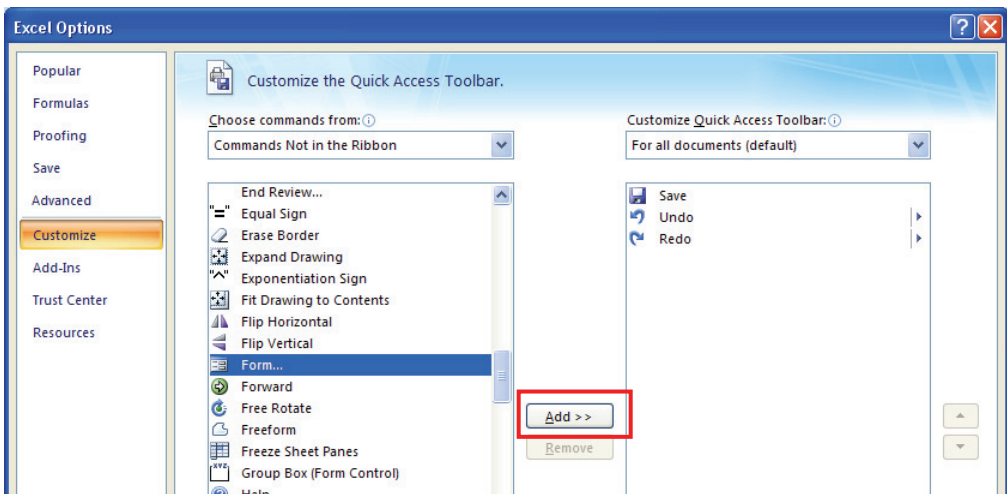 Excel Options
Popular
Formulas
Proofing
Save
Advanced
Customize
Add-Ins
Trust Center
Resources
Customize the Quick Access Toolbar.
Choose commands from:
Commands Not in the Ribbon
End Review...
"=" Equal Sign
Erase Border
Expand Drawing
"^" Exponentiation Sign
Fit Drawing to Contents
Flip Horizontal
Flip Vertical
Form...
Forward
Free Rotate
Freeform
Freeze Sheet Panes
XYZ Group Box (Form Control)
Help
Add >>
Remove
Customize Quick Access Toolbar:
For all documents (default)
Save
Undo
Redo